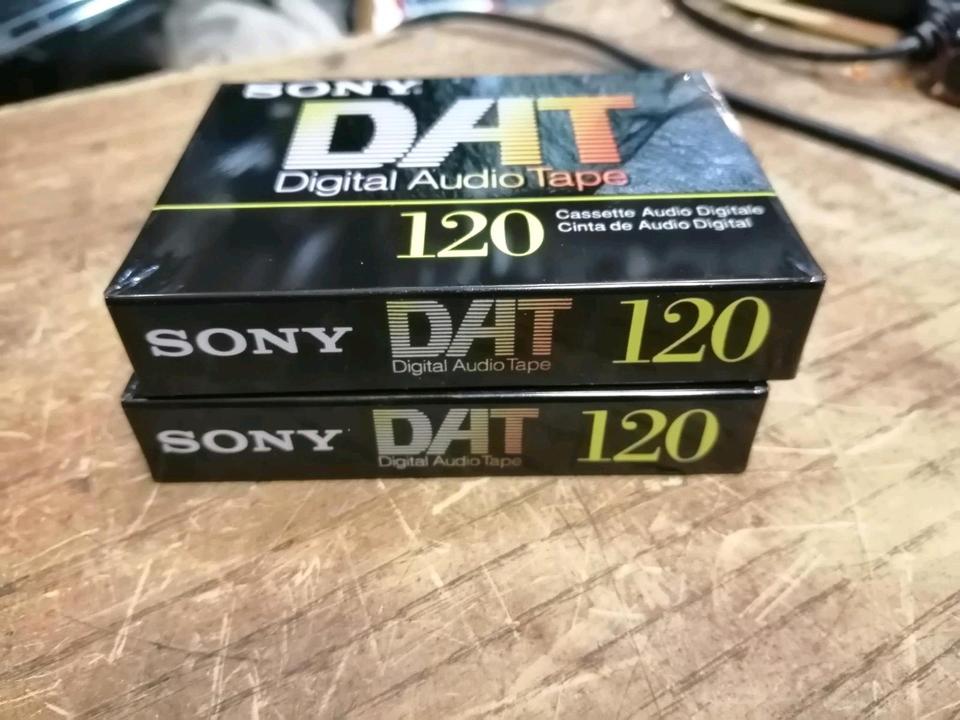 SONY
DAT
Digital Audio Tape
120
Cassette Audio Digitale
Cinta de Audio Digital
SONY
DAT
Digital Audio Tape
120
SONY
DAT
Digital Audio Tape
120